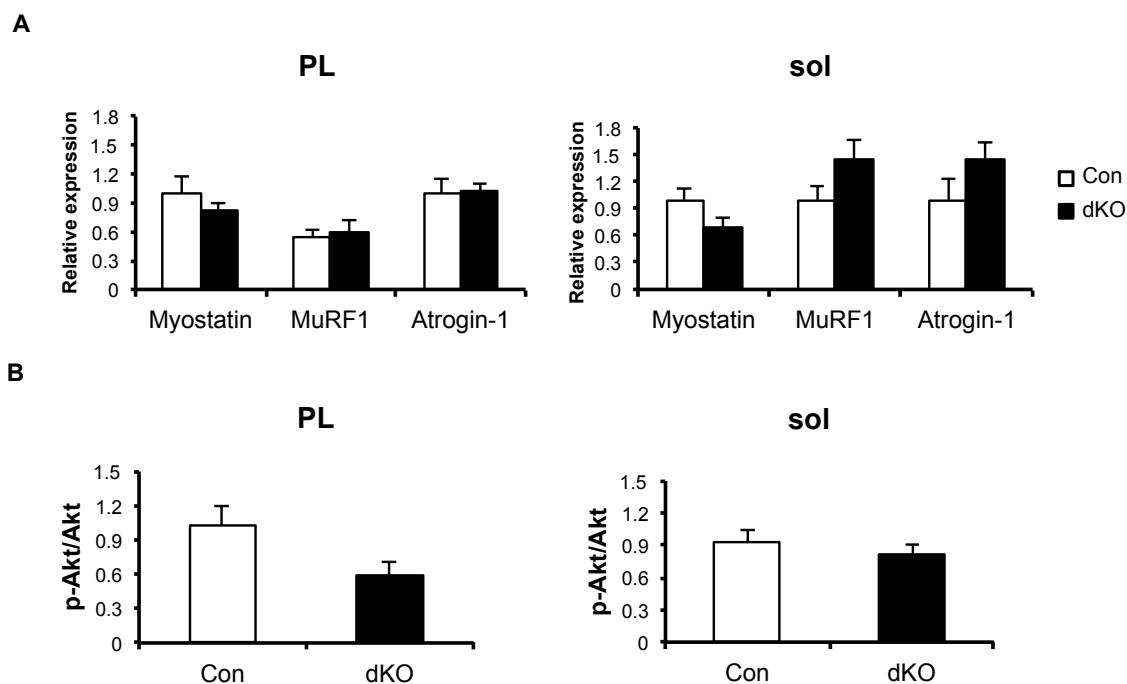 A
PL
sol
Relative expression
1.8
1.5
1.2
0.9
0.6
0.3
0
Myostatin MuRF1 Atrogin-1
Relative expression
1.8
1.5
1.2
0.9
0.6
0.3
0
Myostatin MuRF1 Atrogin-1
Con
dKO
B
PL
sol
p-Akt/Akt
1.5
1.2
0.9
0.6
0.3
0
Con dKO
p-Akt/Akt
1.5
1.2
0.9
0.6
0.3
0
Con dKO